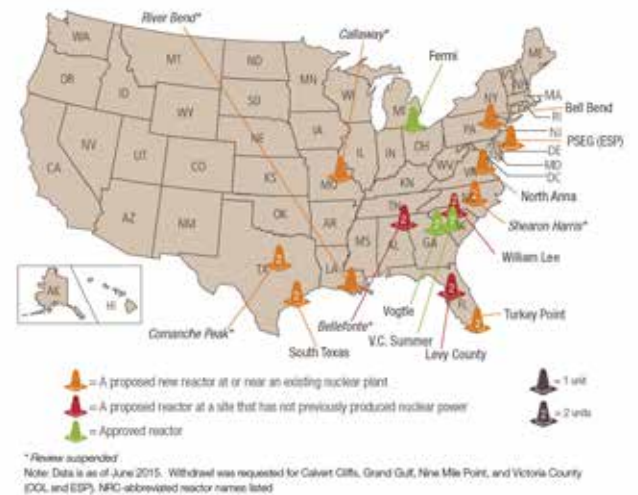 River Bend*
Callaway*
Fermi
WA
MT
ND
MN
ME
OR
ID
SD
WI
MI
NY
MA
RI
Bell Bend
WY
IA
PA
NJ
PSEG (ESP)
NE
OH
DE
MD
DC
NV
UT
CO
IL
IN
WV
VA
CA
KS
MO
KN
North Anna
NC
Shearon Harris*
AZ
NM
OK
AR
TN
2
William Lee
MS
AL
GA
TX
LA
AK
HI
FL
Vogtle
Turkey Point
Comanche Peak*
Bellefonte*
V.C. Summer
South Texas
Levy County
= A proposed new reactor at or near an existing nuclear plant
= 1 unit
= A proposed reactor at a site that has not previously produced nuclear power
= 2 units
= Approved reactor
* Review suspended
Note: Data is as of June 2015. Withdrawl was requested for Calvert Cliffs, Grand Gulf, Nine Mile Point, and Victoria County
(COL and ESP). NRC-abbreviated reactor names listed